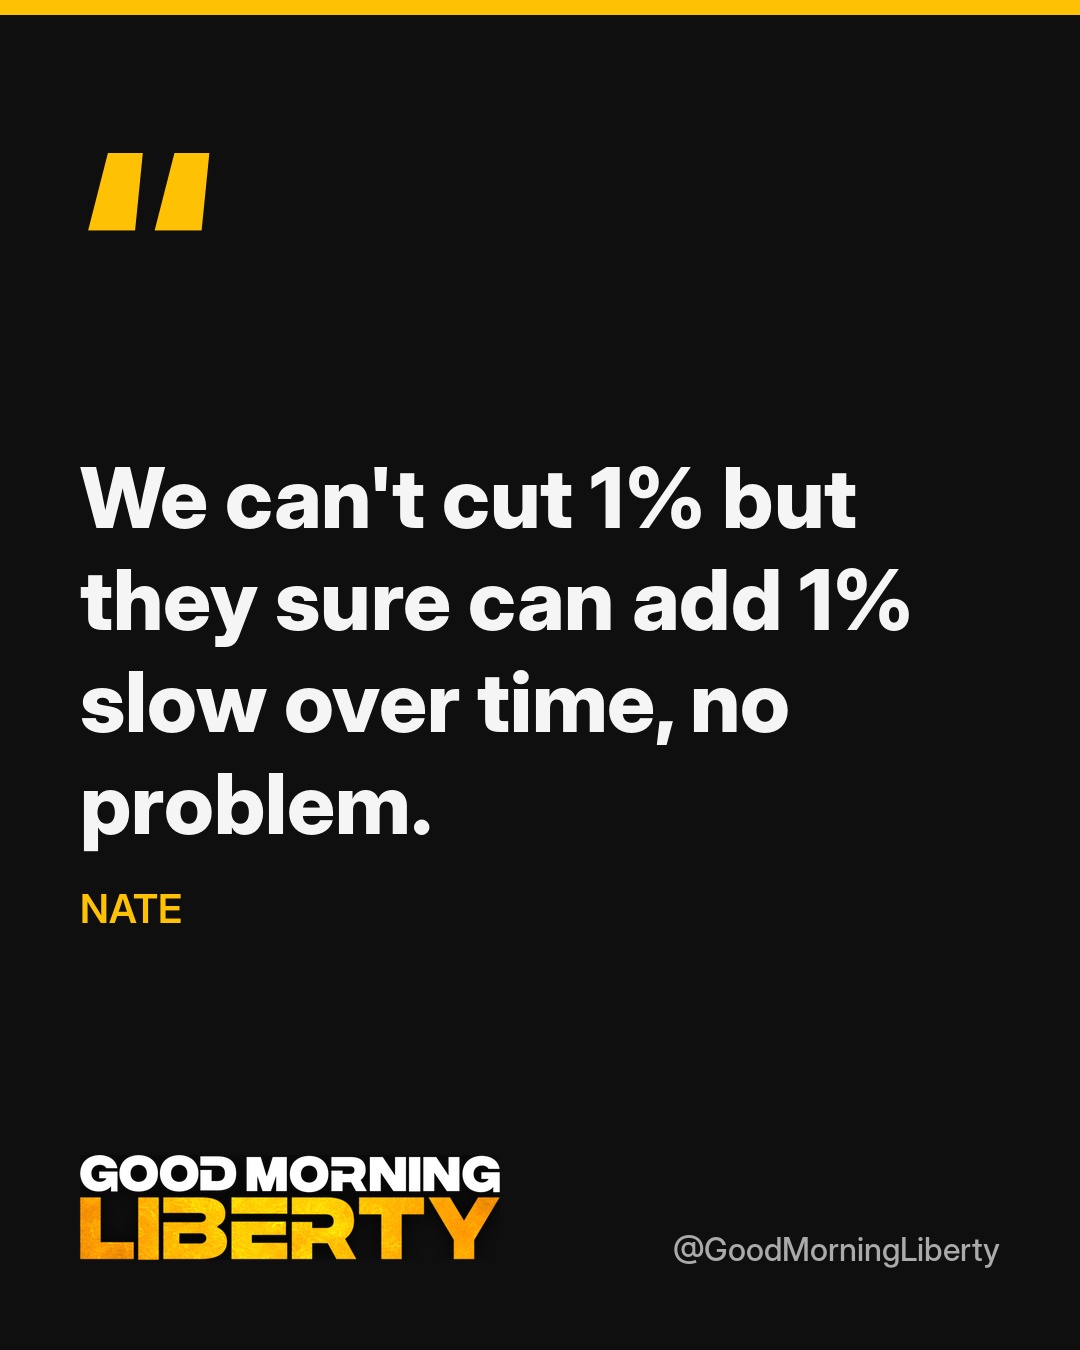 "
We can't cut 1% but
they sure can add 1%
slow over time, no
problem.
NATE
GOOD MORNING
LIBERTY
@GoodMorningLiberty